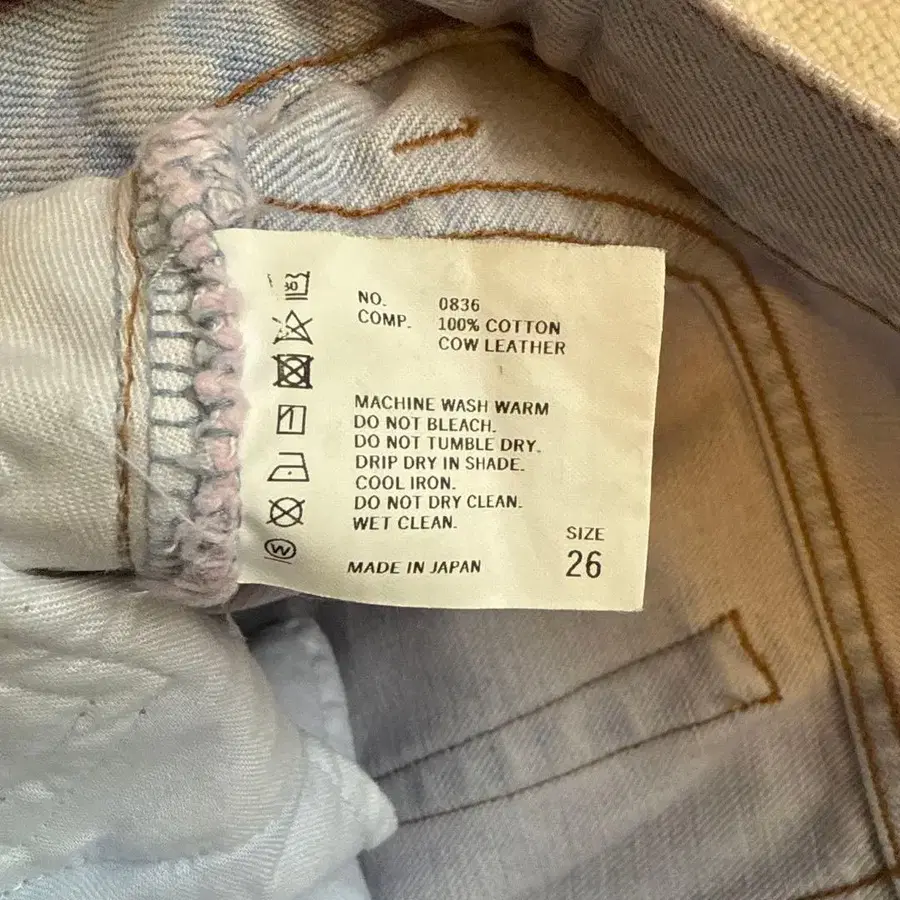 30
NO. 0836
COMP. 100% COTTON
COW LEATHER
MACHINE WASH WARM
DO NOT BLEACH.
DO NOT TUMBLE DRY.
DRIP DRY IN SHADE.
COOL IRON.
DO NOT DRY CLEAN.
WET CLEAN.
W
MADE IN JAPAN
SIZE
26